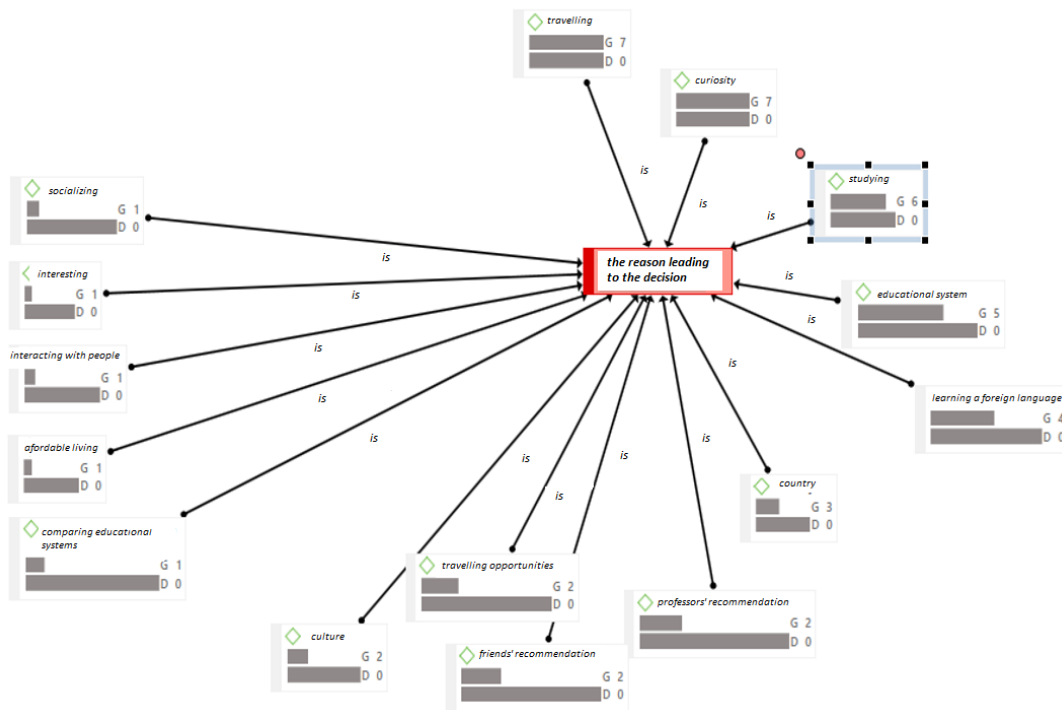 travelling
G 7
D 0
curiosity
G 7
D 0
is
studying
G 6
D 0
is
is
socializing
G 1
D 0
is
the reason leading
to the decision
interesting
G 1
D 0
is
is
educational system
G 5
D 0
is
interacting with people
G 1
D 0
is
is
learning a foreign language
G 4
D 0
is
afordable living
G 1
D 0
is
is
is
is
is
country
G 3
D 0
comparing educational
systems
G 1
D 0
travelling opportunities
G 2
D 0
professors' recommendation
G 2
D 0
culture
G 2
D 0
friends' recommendation
G 2
D 0